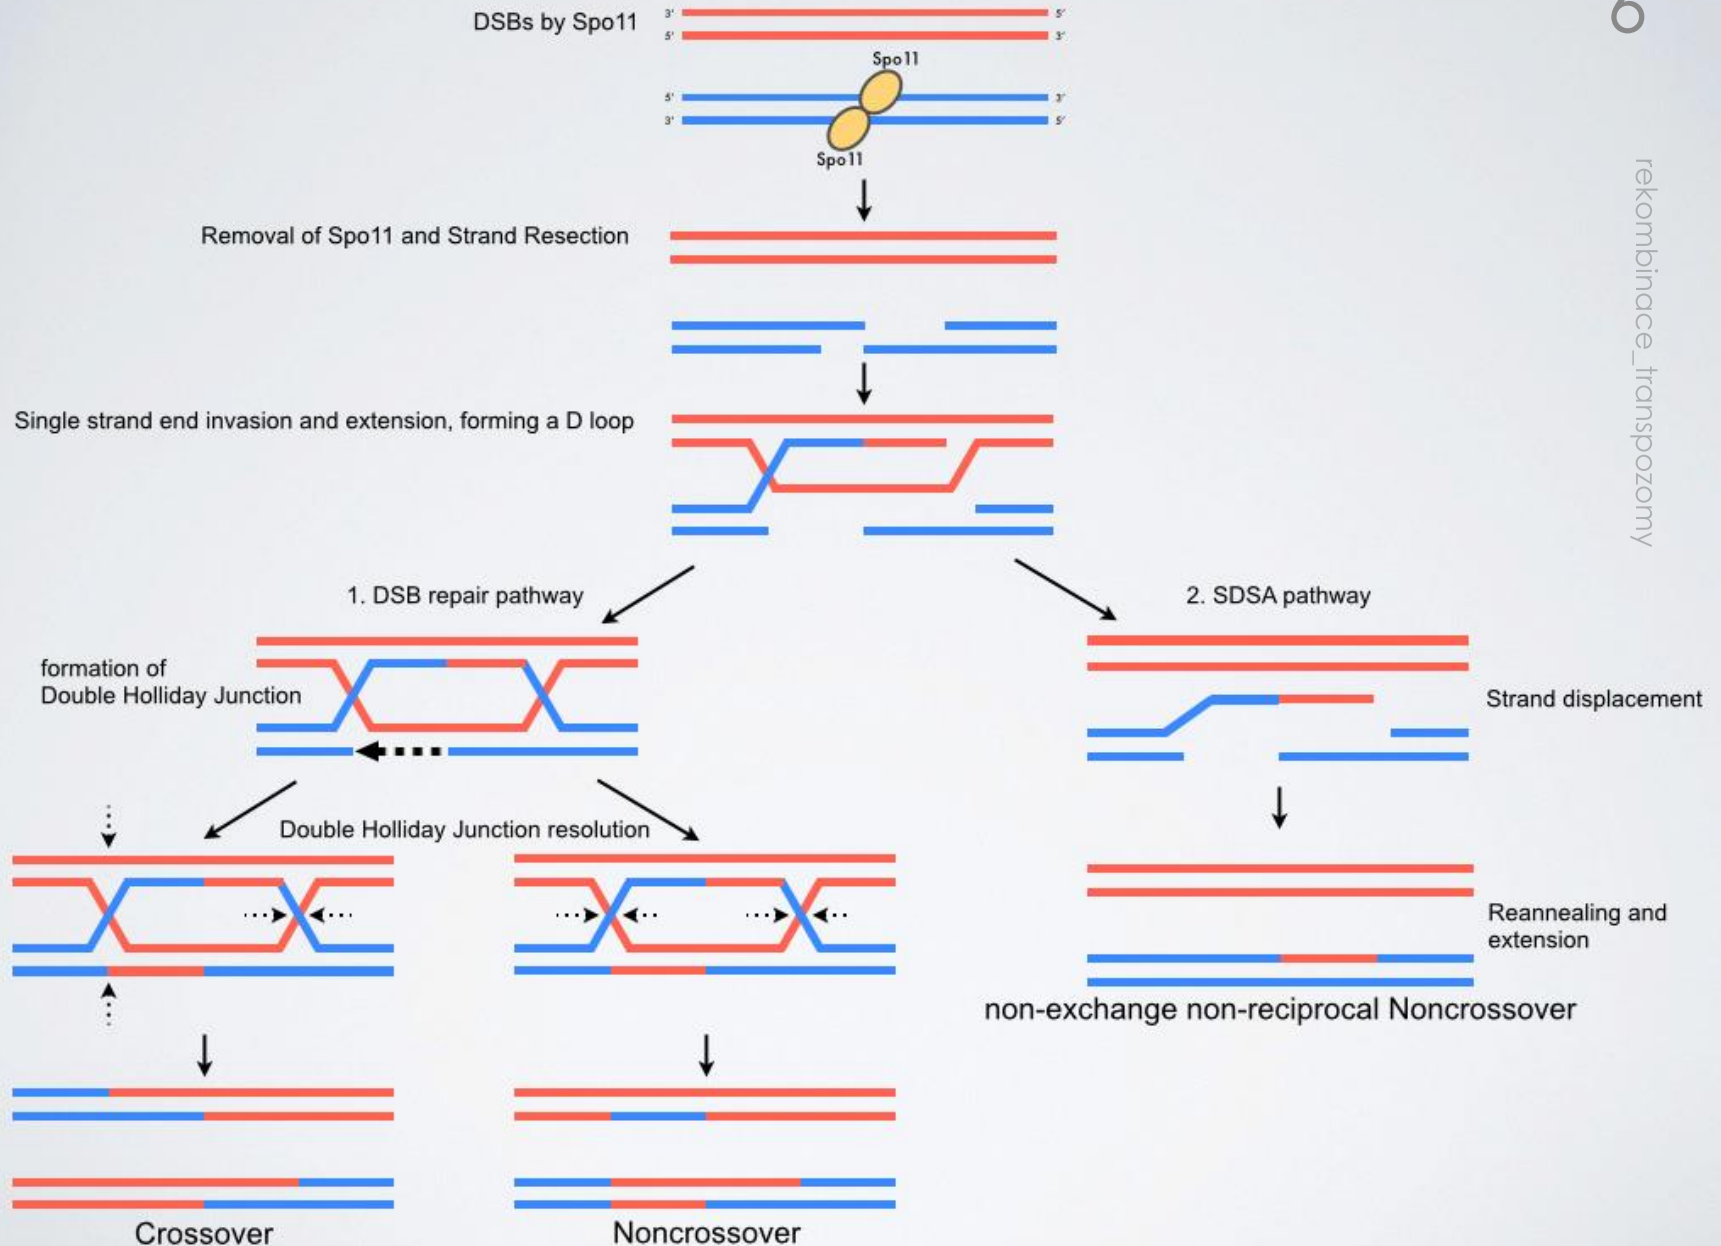 DSBs by Spo11
3' 5'
5' 3'
Spo11
5' 3'
3' 5'
Spo11
Removal of Spo11 and Strand Resection
Single strand end invasion and extension, forming a D loop
1. DSB repair pathway
2. SDSA pathway
formation of
Double Holliday Junction
Strand displacement
Double Holliday Junction resolution
Reannealing and
extension
non-exchange non-reciprocal Noncrossover
Crossover
Noncrossover
rekombinace_transpozomy